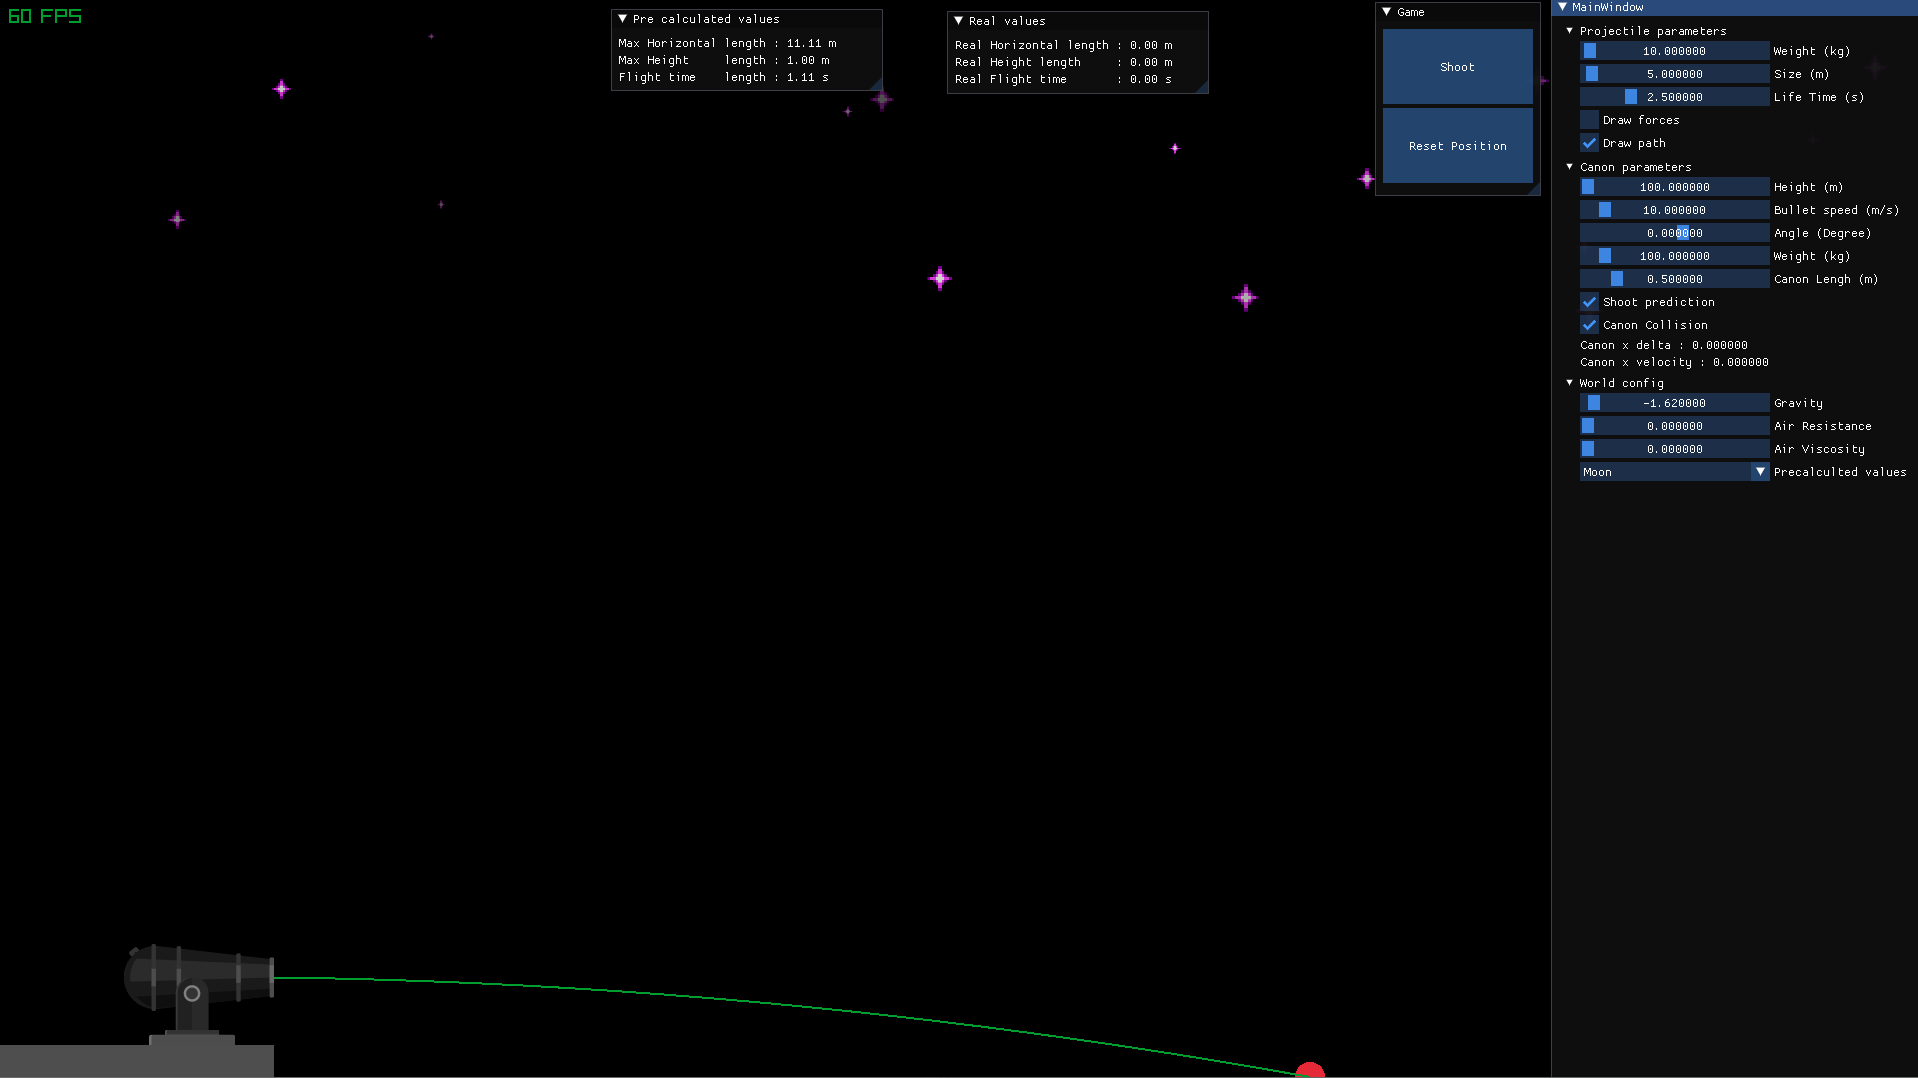 60 FPS
Pre calculated values
Max Horizontal length : 11.11 m
Max Height    length : 1.00 m
Flight time   length : 1.11 s
Real values
Real Horizontal length : 0.00 m
Real Height length     : 0.00 m
Real Flight time       : 0.00 s
Game
Shoot
Reset Position
MainWindow
Projectile parameters
10.000000 Weight (kg)
5.000000 Size (m)
2.500000 Life Time (s)
Draw forces
Draw path
Canon parameters
100.000000 Height (m)
10.000000 Bullet speed (m/s)
0.000000 Angle (Degree)
100.000000 Weight (kg)
0.500000 Canon Lengh (m)
Shoot prediction
Canon Collision
Canon x delta : 0.000000
Canon x velocity : 0.000000
World config
-1.620000 Gravity
0.000000 Air Resistance
0.000000 Air Viscosity
Moon Precalculted values